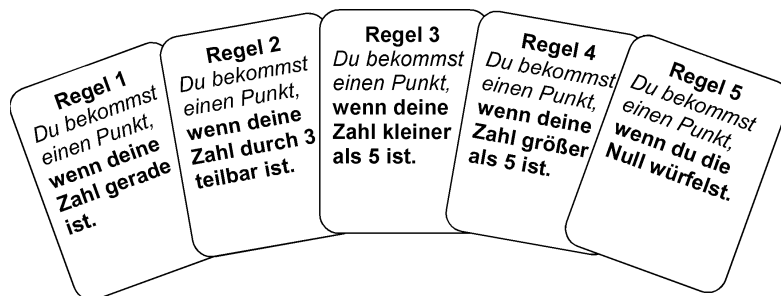 Regel 1
Du bekommst
einen Punkt,
wenn deine
Zahl gerade
ist.
Regel 2
Du bekommst
einen Punkt,
wenn deine
Zahl durch 3
teilbar ist.
Regel 3
Du bekommst
einen Punkt,
wenn deine
Zahl kleiner
als 5 ist.
Regel 4
Du bekommst
einen Punkt,
wenn deine
Zahl größer
als 5 ist.
Regel 5
Du bekommst
einen Punkt,
wenn du die
Null würfelst.